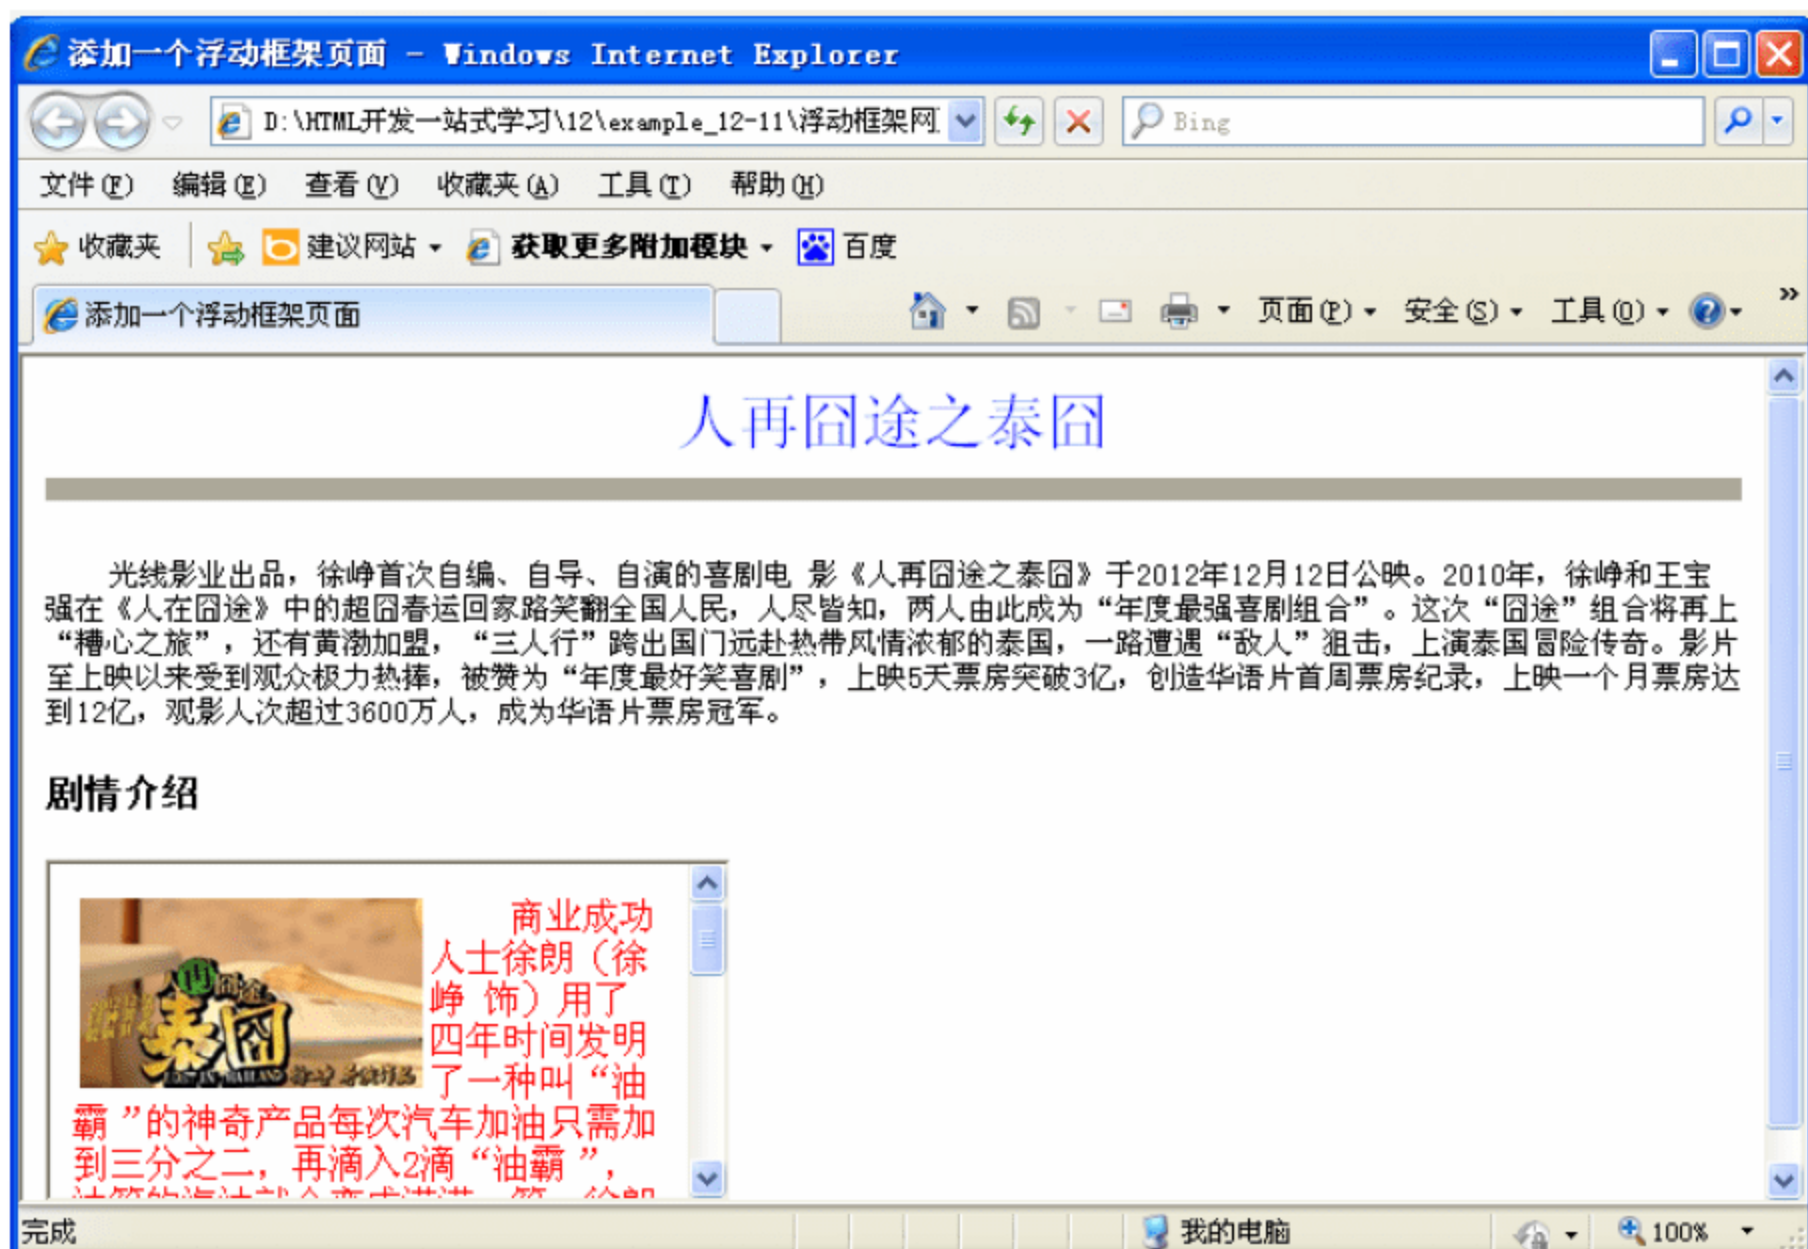 添加一个浮动框架页面 - Windows Internet Explorer
D:\HTML开发一站式学习\12\example_12-11\浮动框架网
Bing
文件(F) 编辑(E) 查看(V) 收藏夹(A) 工具(T) 帮助(H)
收藏夹 建议网站 获取更多附加模块 百度
添加一个浮动框架页面
页面(P) 安全(S) 工具(O)
人再囧途之泰囧
光线影业出品，徐峥首次自编、自导、自演的喜剧电 影《人再囧途之泰囧》于2012年12月12日公映。2010年，徐峥和王宝
强在《人在囧途》中的超囧春运回家路笑翻全国人民，人尽皆知，两人由此成为“年度最强喜剧组合”。这次“囧途”组合将再上
“糟心之旅”，还有黄渤加盟，“三人行”跨出国门远赴热带风情浓郁的泰国，一路遭遇“敌人”狙击，上演泰国冒险传奇。影片
至上映以来受到观众极力热捧，被赞为“年度最好笑喜剧”，上映5天票房突破3亿，创造华语片首周票房纪录，上映一个月票房达
到12亿，观影人次超过3600万人，成为华语片票房冠军。
剧情介绍
人再囧途
泰囧
商业成功
人士徐朗（徐
峥 饰）用了
四年时间发明
了一种叫“油
霸 ”的神奇产品每次汽车加油只需加
到三分之二，再滴入2滴“油霸 ”，
完成 我的电脑 100%